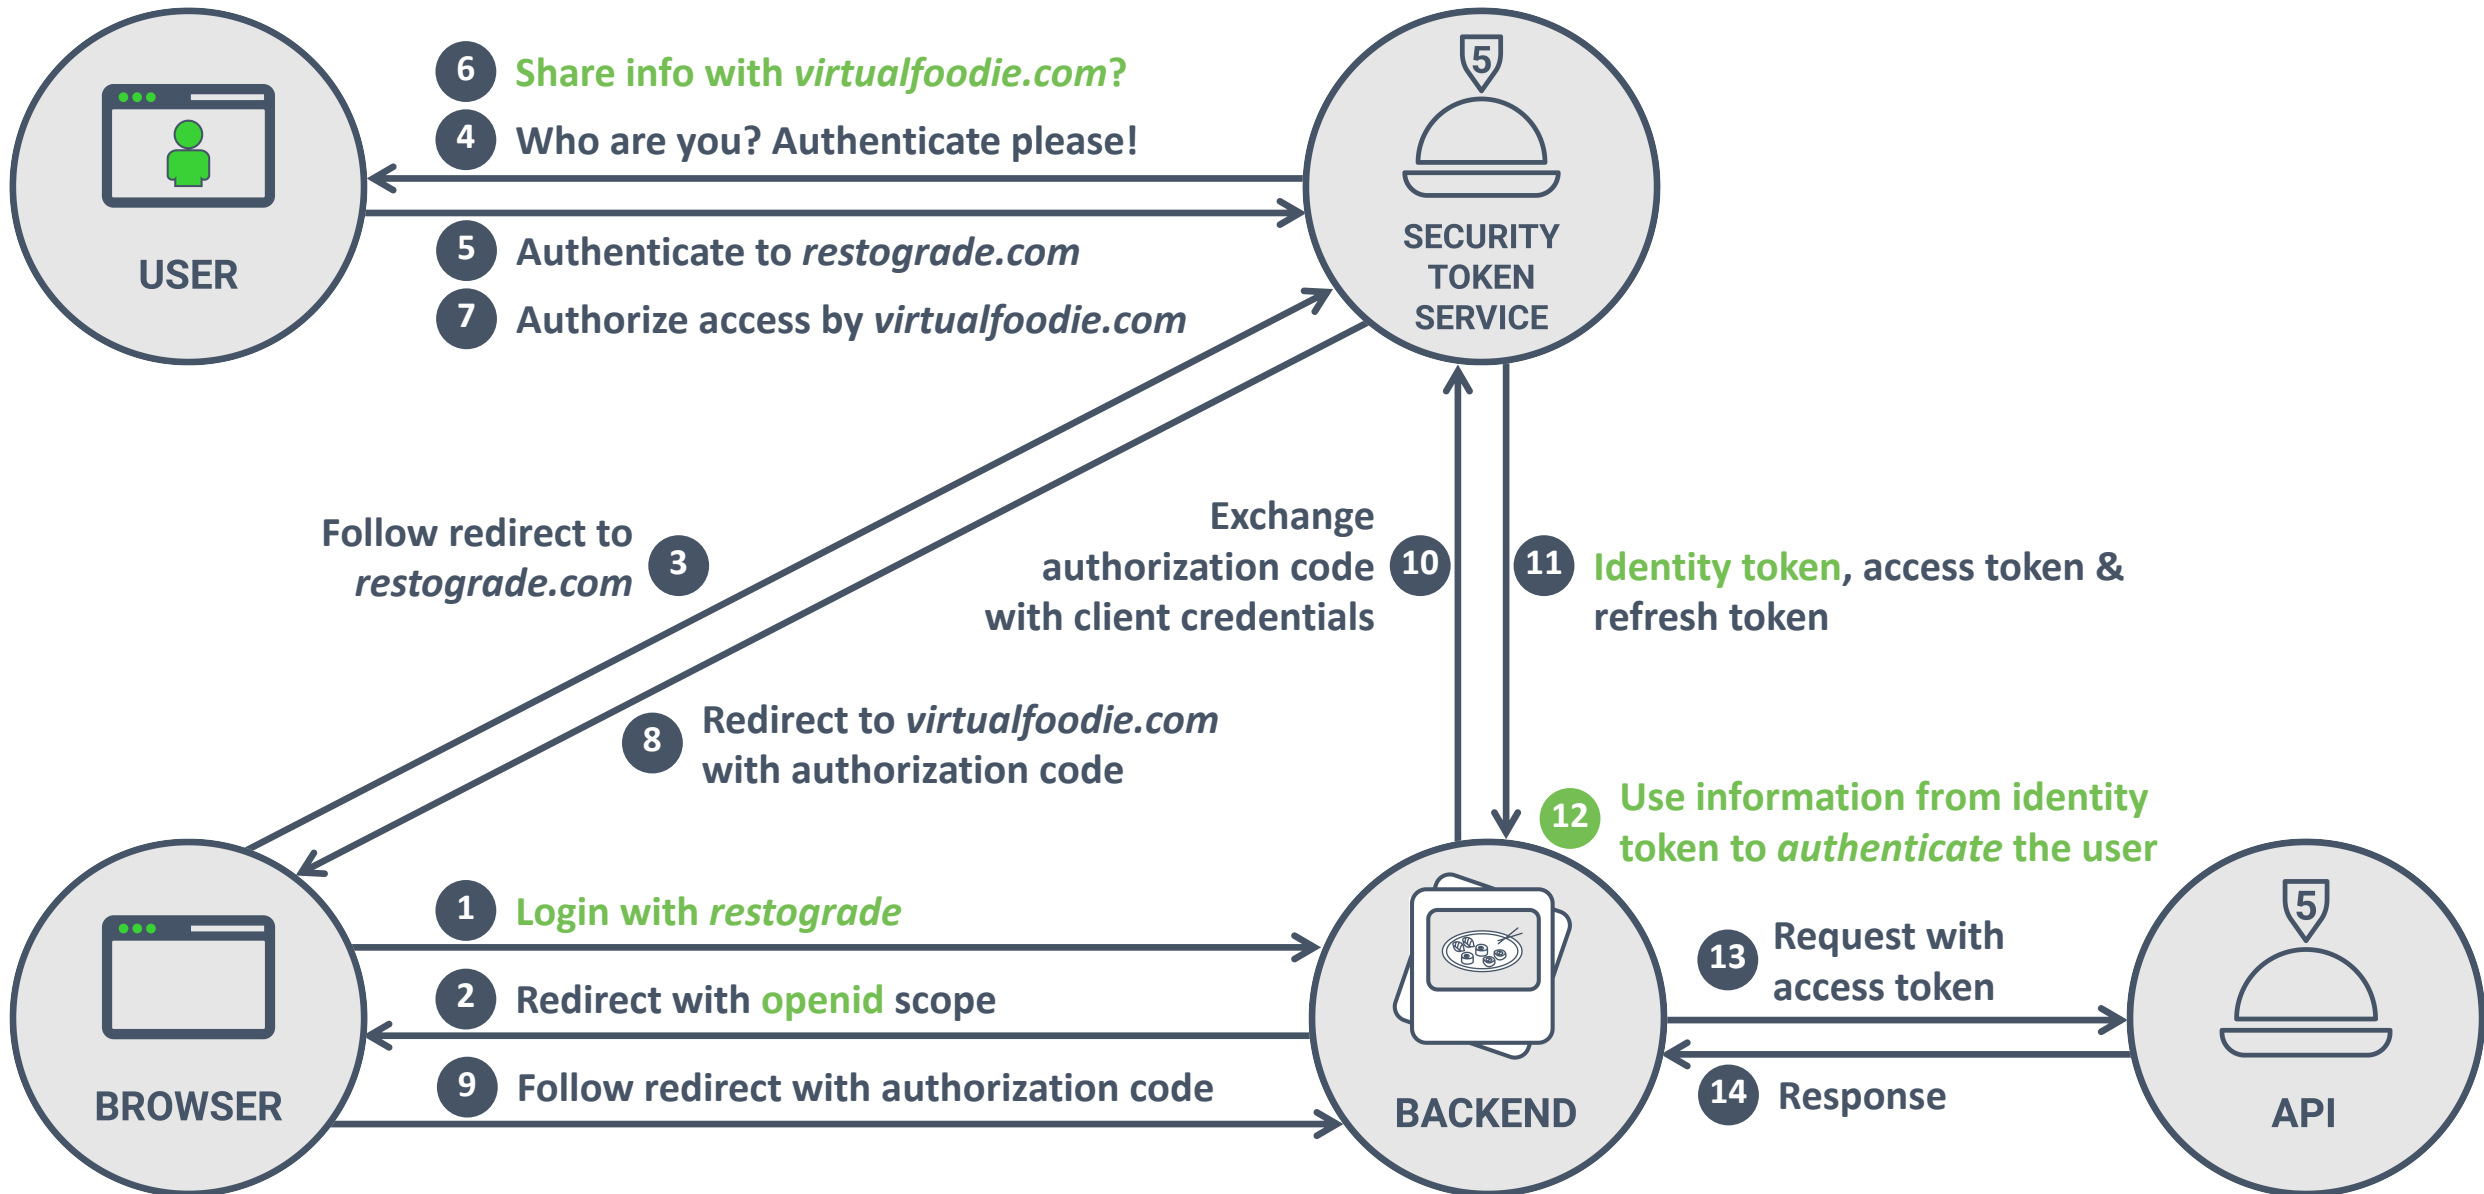 6 Share info with virtualfoodie.com?
4 Who are you? Authenticate please!
5 Authenticate to restograde.com
7 Authorize access by virtualfoodie.com
USER
5
SECURITY
TOKEN
SERVICE
Follow redirect to
restograde.com
3
8
Redirect to virtualfoodie.com
with authorization code
Exchange
authorization code
with client credentials
10
11
Identity token, access token &
refresh token
12
Use information from identity
token to authenticate the user
1 Login with restograde
2 Redirect with openid scope
9 Follow redirect with authorization code
BROWSER
BACKEND
13
Request with
access token
14 Response
5
API